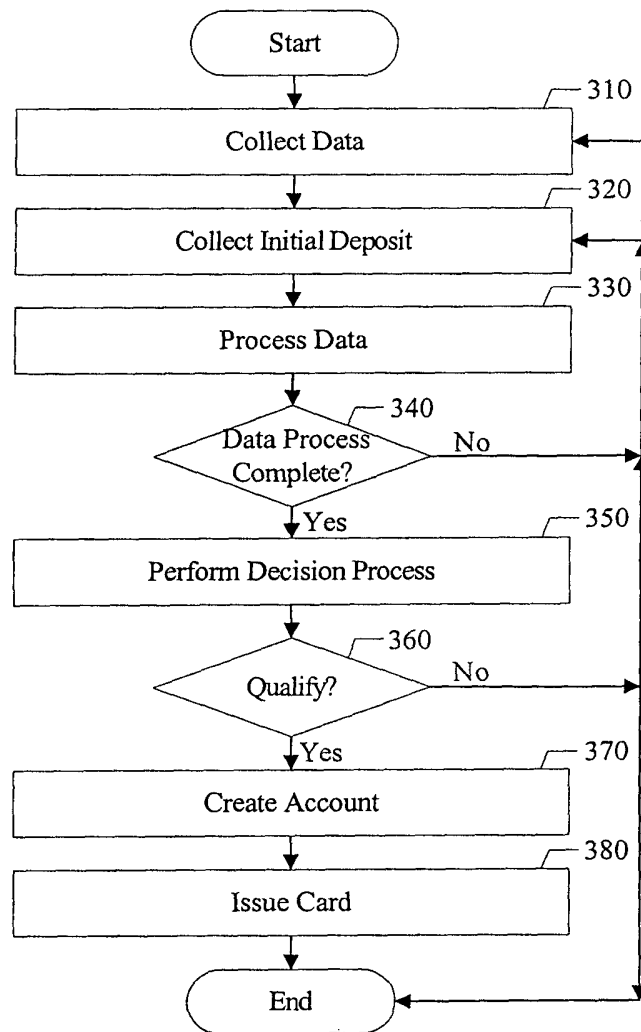 Start
310
Collect Data
320
Collect Initial Deposit
330
Process Data
340
Data Process
Complete?
No
Yes
350
Perform Decision Process
360
Qualify?
No
Yes
370
Create Account
380
Issue Card
End